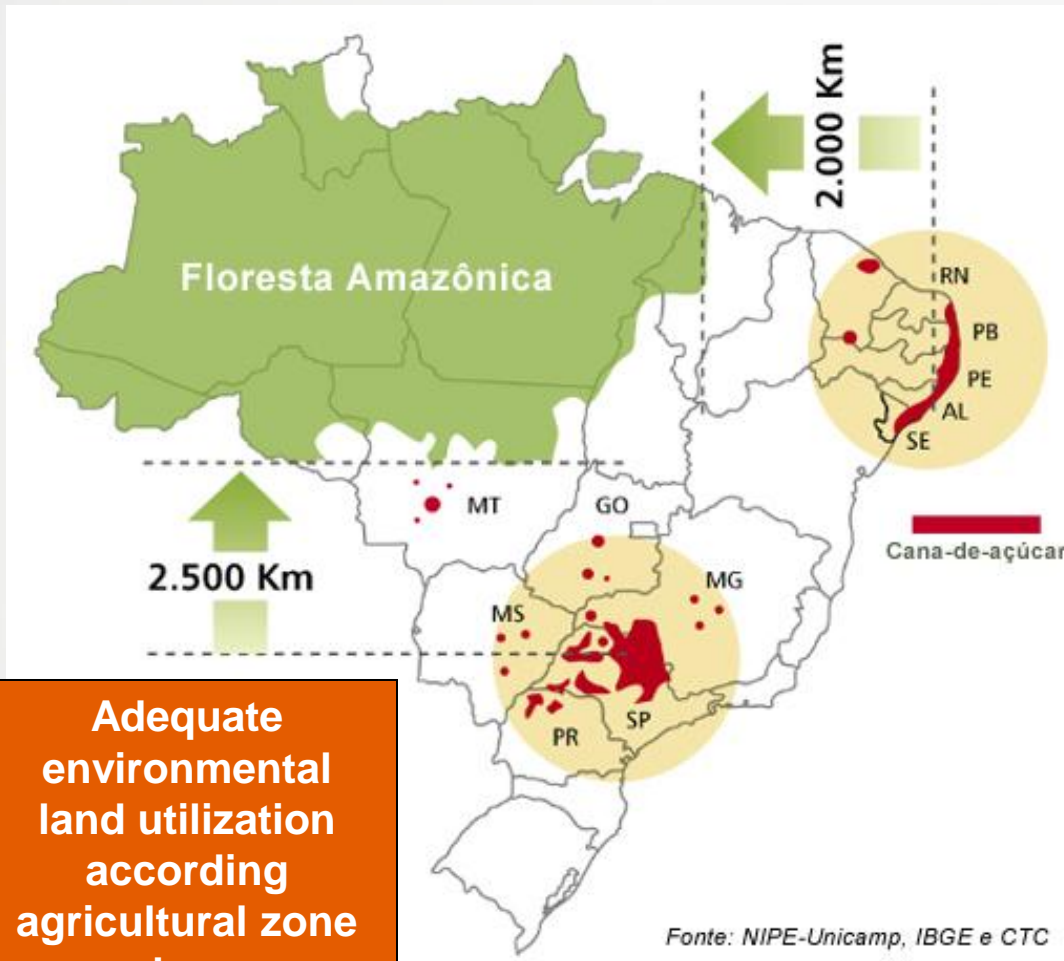 2.000 Km
Floresta Amazônica
RN
PB
PE
AL
SE
MT
GO
Cana-de-açúcar
2.500 Km
MG
MS
SP
PR
Adequate
environmental
land utilization
according
agricultural zone
Fonte: NIPE-Unicamp, IBGE e CTC